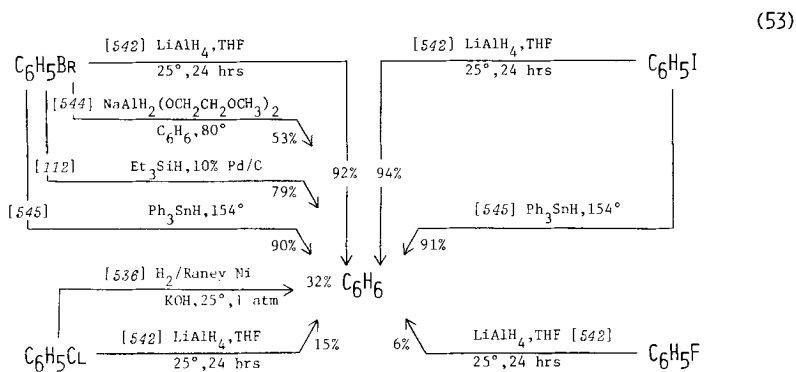 (53)
[542] LiAlH4,THF
[542] LiAlH4,THF
C6H5BR
25°,24 hrs
25°,24 hrs
C6H5I
[544] NaAlH2(OCH2CH2OCH3)2
C6H6,80°
53%
[112] Et3SiH,10% Pd/C
92%
94%
79%
[545] Ph3SnH,154°
[545] Ph3SnH,154°
90%
91%
[536] H2/Raney Ni
32%
C6H6
KOH,25°,1 atm
[542] LiAlH4,THF
15%
6%
LiAlH4,THF [542]
C6H5CL
25°,24 hrs
25°,24 hrs
C6H5F